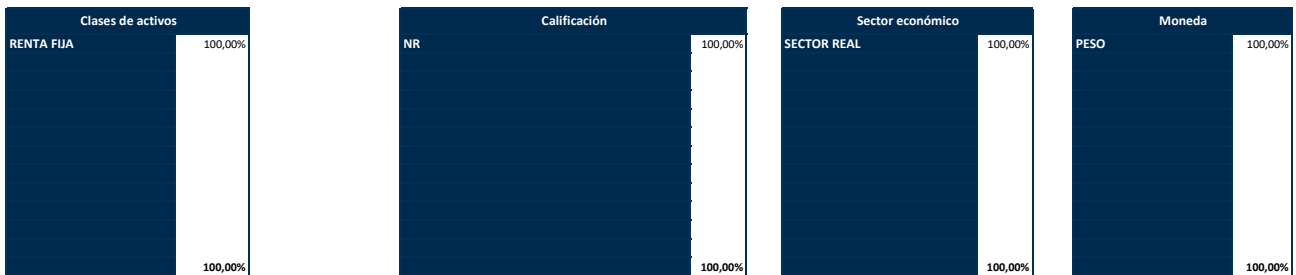 Clases de activos
RENTA FIJA 100,00%
100,00%
Calificación
NR 100,00%
100,00%
Sector económico
SECTOR REAL 100,00%
100,00%
Moneda
PESO 100,00%
100,00%